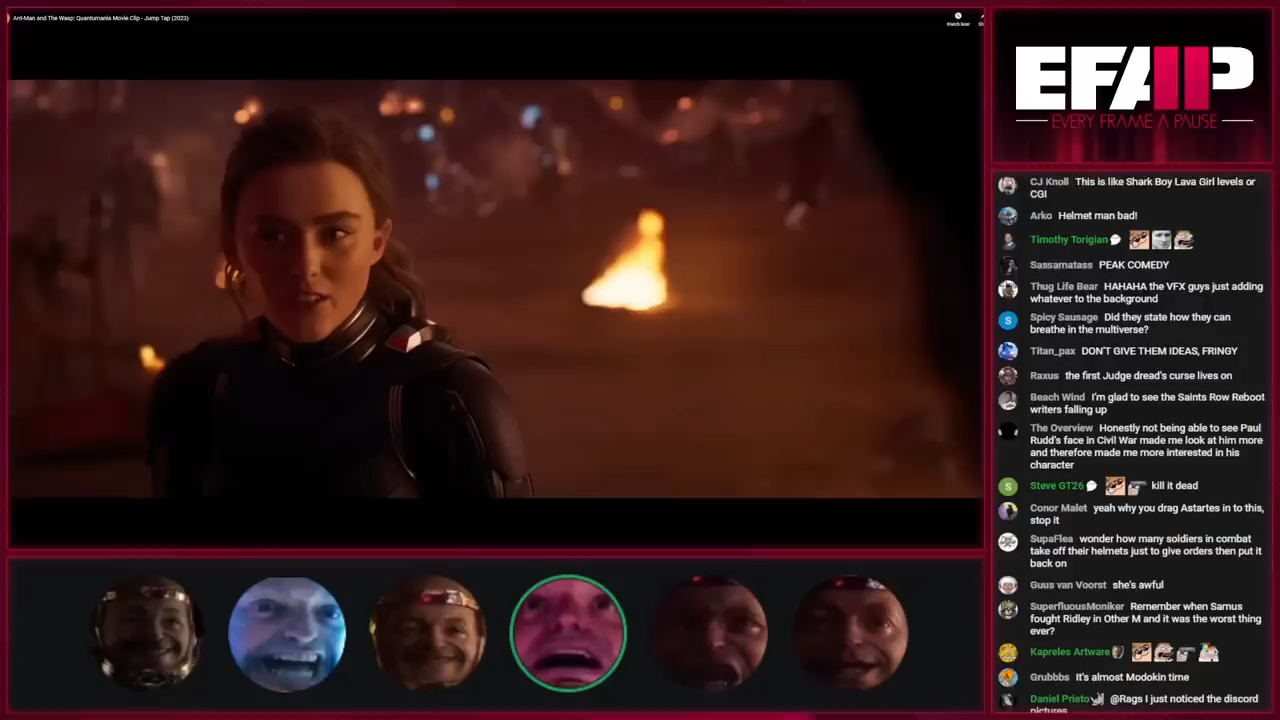 Ant-Man and The Wasp: Quantumania Movie Clip - Jump Tap (2023)
Watch later
EFAP
EVERY FRAME A PAUSE
CJ Knoll This is like Shark Boy Lava Girl levels or
CGI
Arko Helmet man bad!
Timothy Torigian
Sassamatass PEAK COMEDY
Thug Life Bear HAHAHA the VFX guys just adding
whatever to the background
S
Spicy Sausage Did they state how they can
breathe in the multiverse?
Titan_pax DON'T GIVE THEM IDEAS, FRINGY
Raxus the first Judge dread's curse lives on
Beach Wind I'm glad to see the Saints Row Reboot
writers falling up
The Overview Honestly not being able to see Paul
Rudd's face in Civil War made me look at him more
and therefore made me more interested in his
character
S
Steve GT26 kill it dead
Conor Malet yeah why you drag Astartes in to this,
stop it
SupaFlea wonder how many soldiers in combat
take off their helmets just to give orders then put it
back on
Guus van Voorst she's awful
SuperfluousMoniker Remember when Samus
fought Ridley in Other M and it was the worst thing
ever?
Kapreles Artware
Grubbbs It's almost Modokin time
Daniel Prieto @Rags I just noticed the discord
pictures